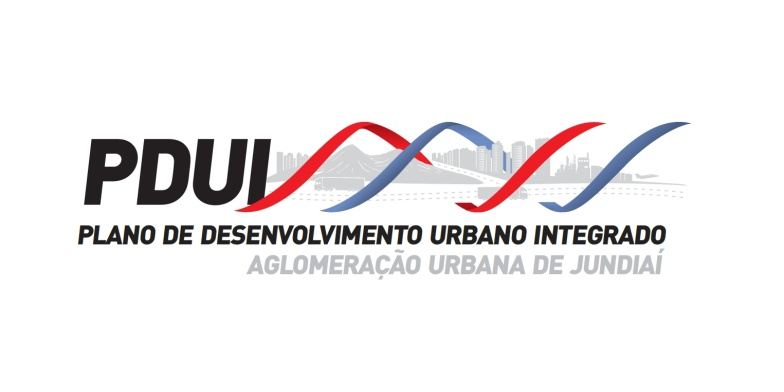 PDUI
PLANO DE DESENVOLVIMENTO URBANO INTEGRADO
AGLOMERAÇÃO URBANA DE JUNDIAÍ